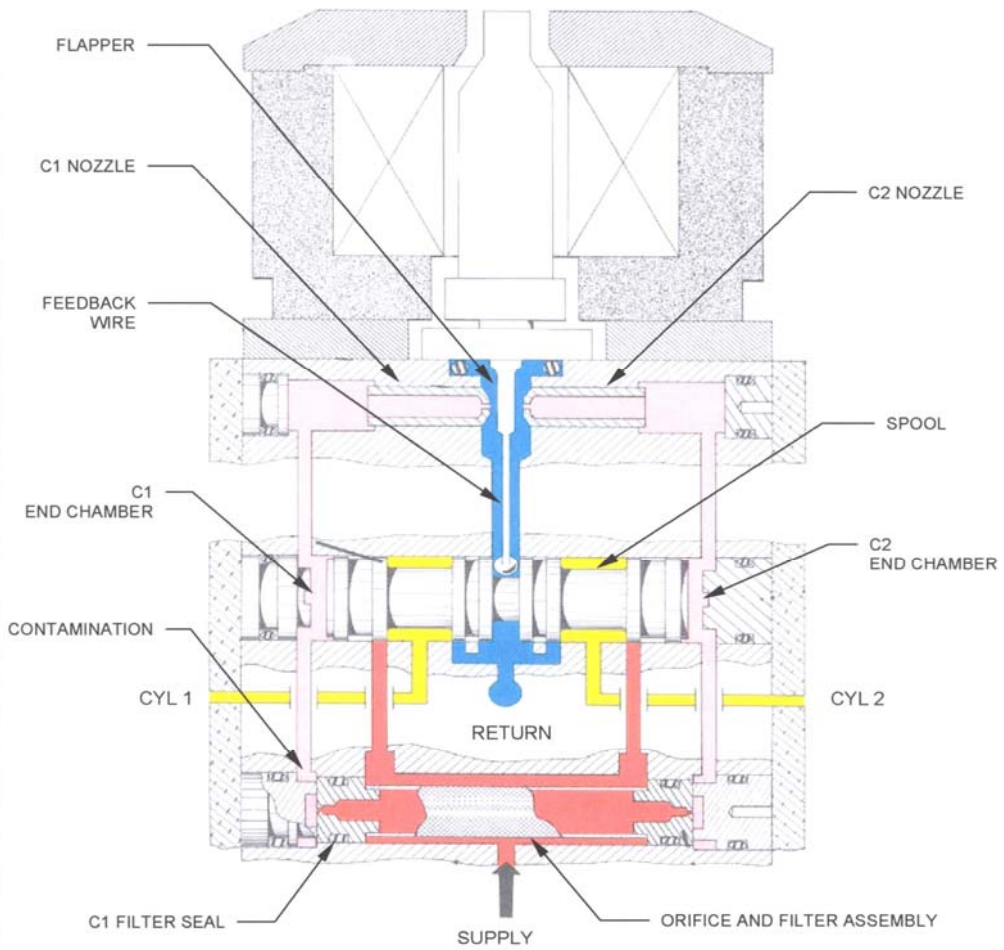 FLAPPER
C1 NOZZLE
C2 NOZZLE
FEEDBACK
WIRE
SPOOL
C1
END CHAMBER
C2
END CHAMBER
CONTAMINATION
CYL 1
CYL 2
RETURN
C1 FILTER SEAL
ORIFICE AND FILTER ASSEMBLY
SUPPLY